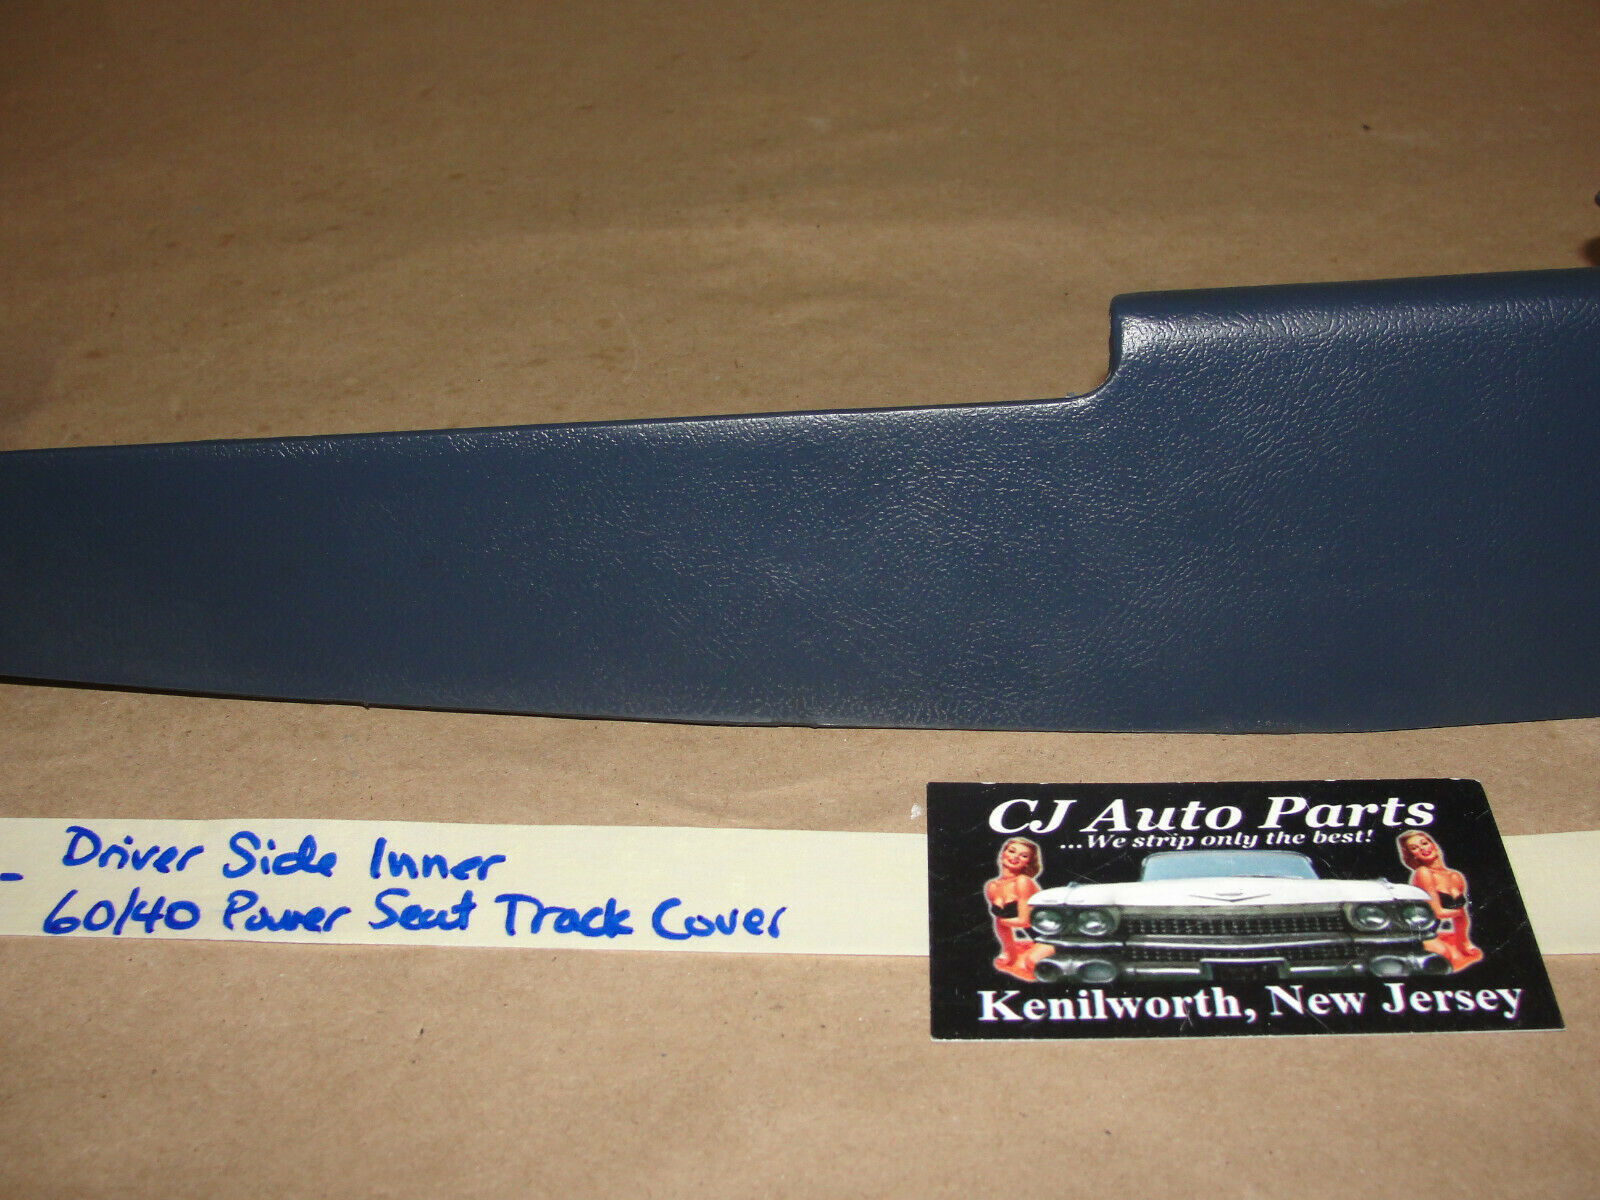 - Driver Side Inner
60/40 Power Seat Track Cover
CJ Auto Parts
...We strip only the best!
Kenilworth, New Jersey